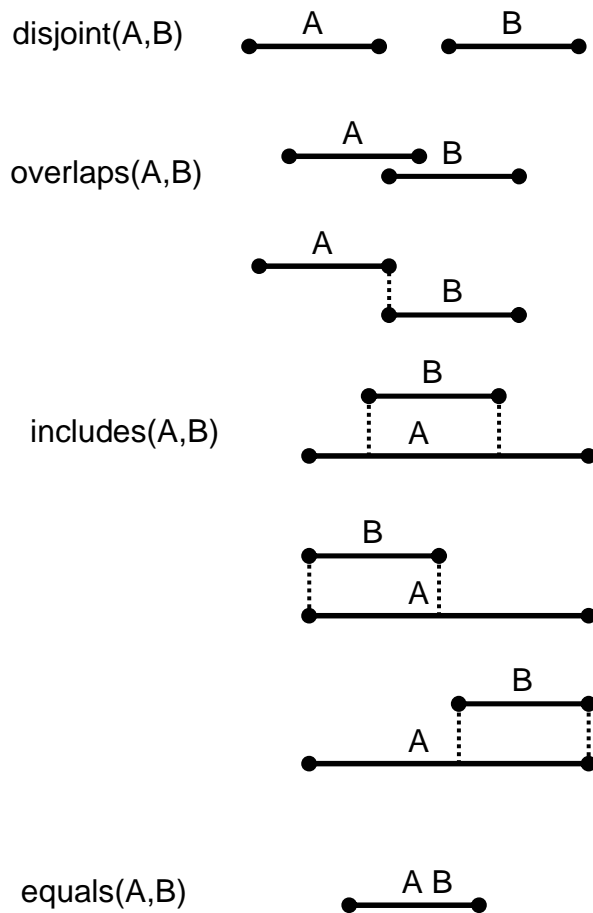 disjoint(A,B) A B
A
overlaps(A,B) B
A
B
B
includes(A,B) A
B
A
B
A
equals(A,B) A B